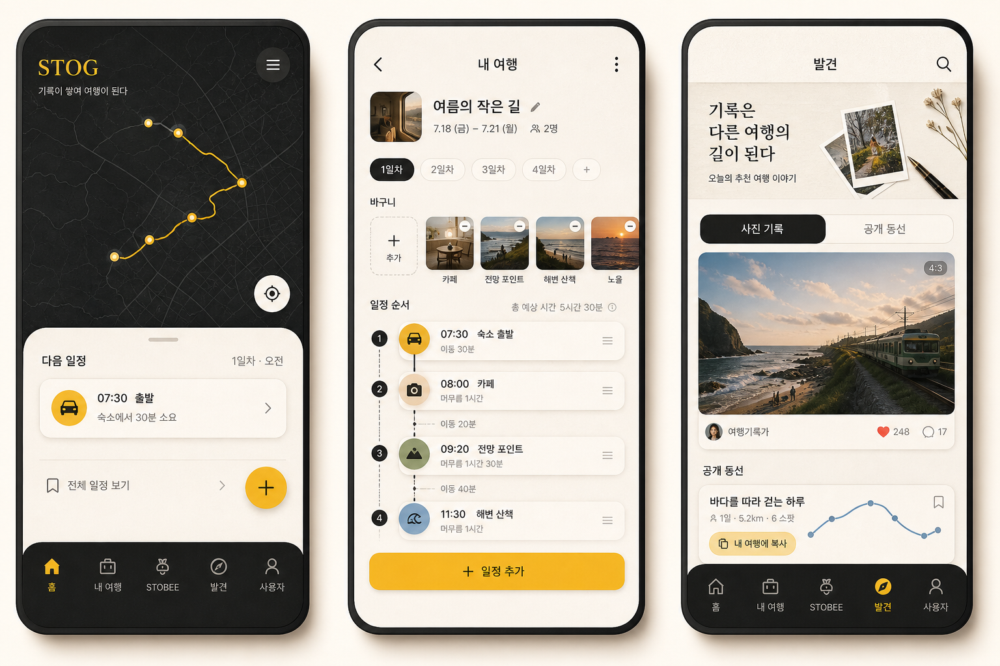 STOG
기록이 쌓여 여행이 된다
다음 일정
1일차 · 오전
07:30 출발
숙소에서 30분 소요
전체 일정 보기
홈
내 여행
STOBEE
발견
사용자
내 여행
여름의 작은 길
7.18 (금) – 7.21 (월) 2명
1일차
2일차
3일차
4일차
+
바구니
추가
카페
전망 포인트
해변 산책
노을
일정 순서
총 예상 시간 5시간 30분
1
07:30 숙소 출발
이동 30분
2
08:00 카페
머무름 1시간
이동 20분
3
09:20 전망 포인트
머무름 1시간 30분
이동 40분
4
11:30 해변 산책
머무름 1시간
+ 일정 추가
발견
기록은
다른 여행의
길이 된다
오늘의 추천 여행 이야기
사진 기록
공개 동선
4:3
여행기록가
248
17
공개 동선
바다를 따라 걷는 하루
1일 · 5.2km · 6 스팟
내 여행에 복사
홈
내 여행
STOBEE
발견
사용자